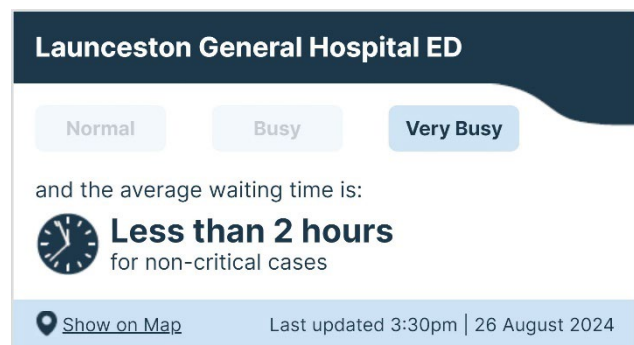 Launceston General Hospital ED
Normal Busy Very Busy
and the average waiting time is:
Less than 2 hours
for non-critical cases
Show on Map Last updated 3:30pm | 26 August 2024